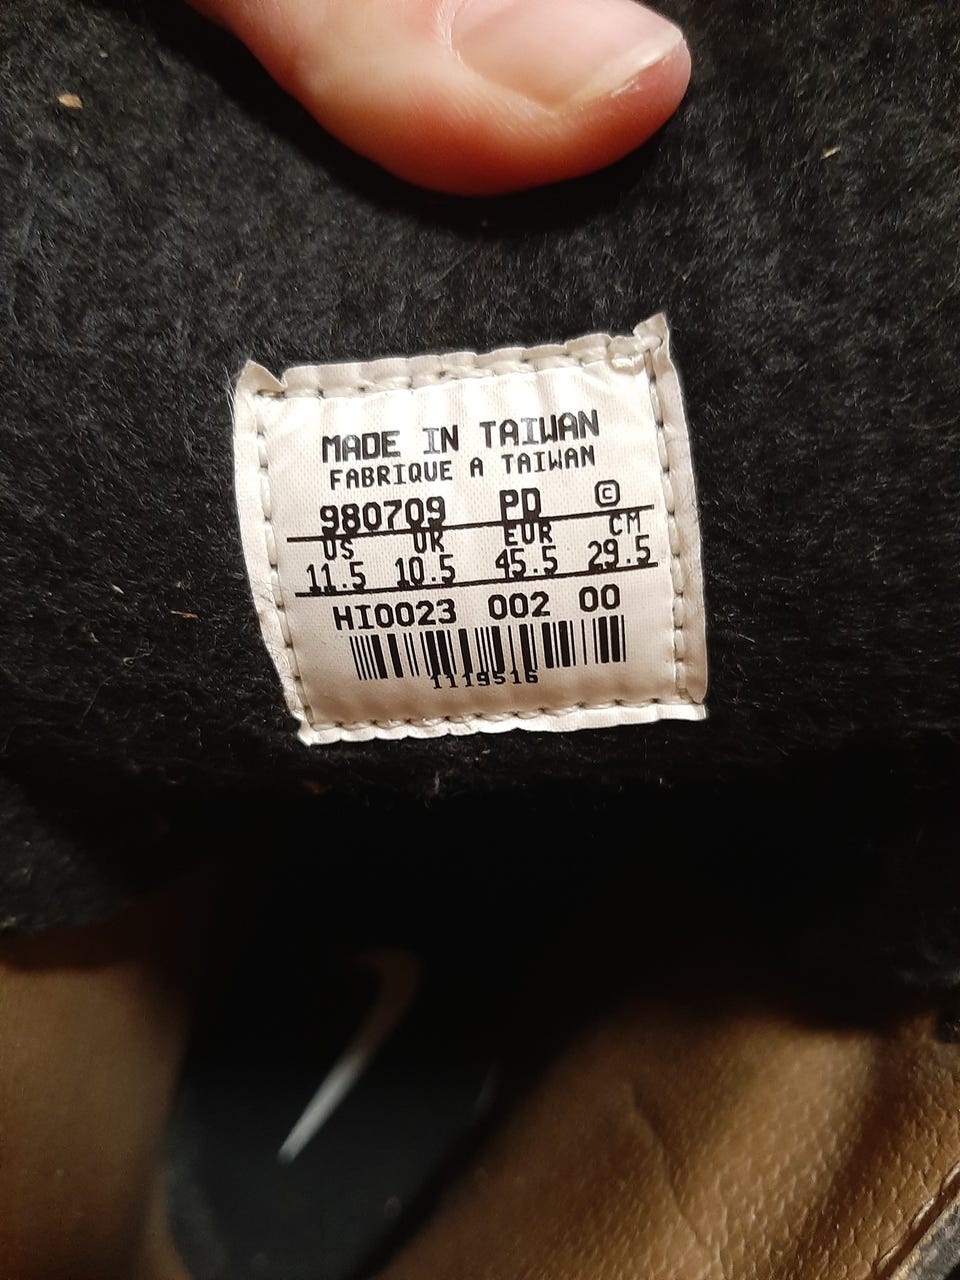 MADE IN TAIWAN
FABRIQUE A TAIWAN
980709 PD ©
US UK EUR CM
11.5 10.5 45.5 29.5
HI0023 002 00
1119516